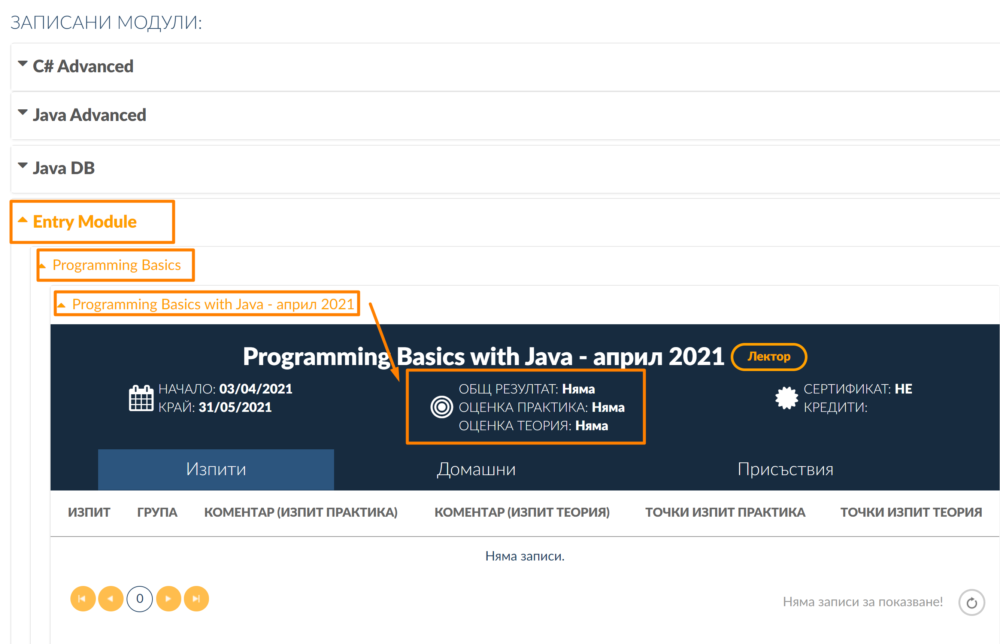 ЗАПИСАНИ МОДУЛИ:
C# Advanced
Java Advanced
Java DB
Entry Module
Programming Basics
Programming Basics with Java - април 2021
Programming Basics with Java - април 2021 Лектор
НАЧАЛО: 03/04/2021
КРАЙ: 31/05/2021
ОБЩ РЕЗУЛТАТ: Няма
ОЦЕНКА ПРАКТИКА: Няма
ОЦЕНКА ТЕОРИЯ: Няма
СЕРТИФИКАТ: НЕ
КРЕДИТИ:
Изпити Домашни Присъствия
ИЗПИТ ГРУПА КОМЕНТАР (ИЗПИТ ПРАКТИКА) КОМЕНТАР (ИЗПИТ ТЕОРИЯ) ТОЧКИ ИЗПИТ ПРАКТИКА ТОЧКИ ИЗПИТ ТЕОРИЯ
Няма записи.
0 Няма записи за показване!